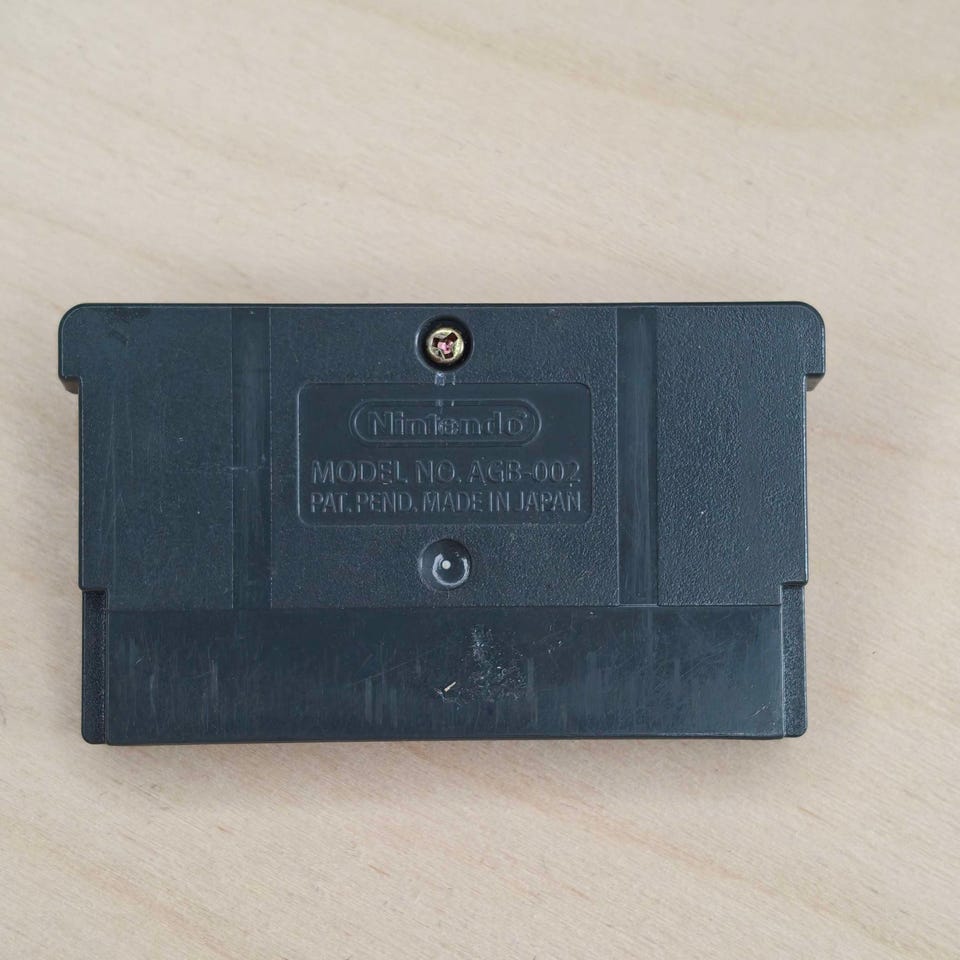 Nintendo
MODEL NO. AGB-002
PAT. PEND. MADE IN JAPAN